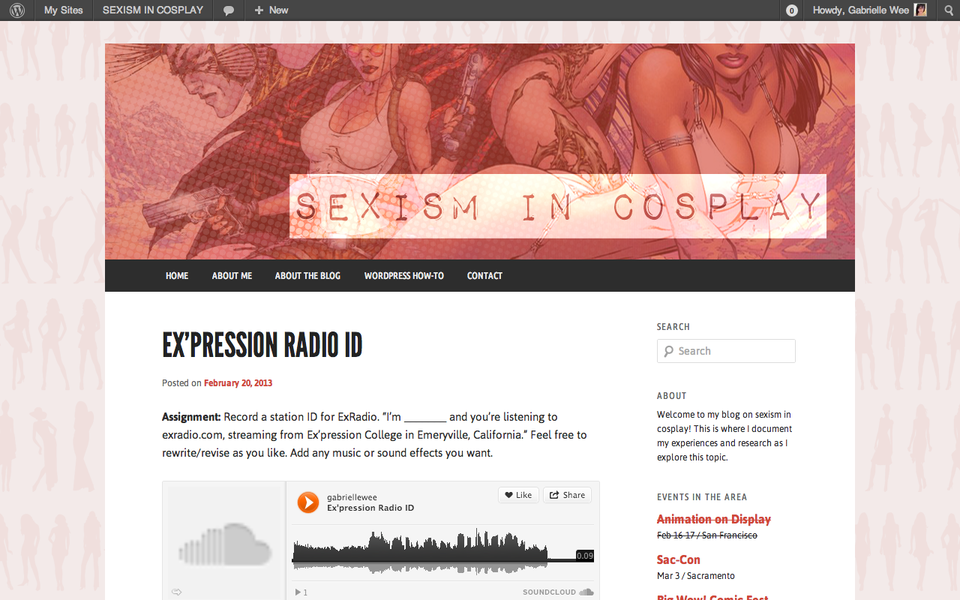 My Sites SEXISM IN COSPLAY + New 0 Howdy, Gabrielle Wee
SEXISM IN COSPLAY
HOME ABOUT ME ABOUT THE BLOG WORDPRESS HOW-TO CONTACT
EX'PRESSION RADIO ID
Posted on February 20, 2013
Assignment: Record a station ID for ExRadio. “I’m ________ and you’re listening to
exradio.com, streaming from Ex’pression College in Emeryville, California.” Feel free to
rewrite/revise as you like. Add any music or sound effects you want.
gabriellewee
Ex'pression Radio ID
Like
Share
0.09
1
SOUNDCLOUD
SEARCH
Search
ABOUT
Welcome to my blog on sexism in
cosplay! This is where I document
my experiences and research as I
explore this topic.
EVENTS IN THE AREA
Animation on Display
Feb 16-17 / San Francisco
Sac-Con
Mar 3 / Sacramento
Big Wow! Comic Fest